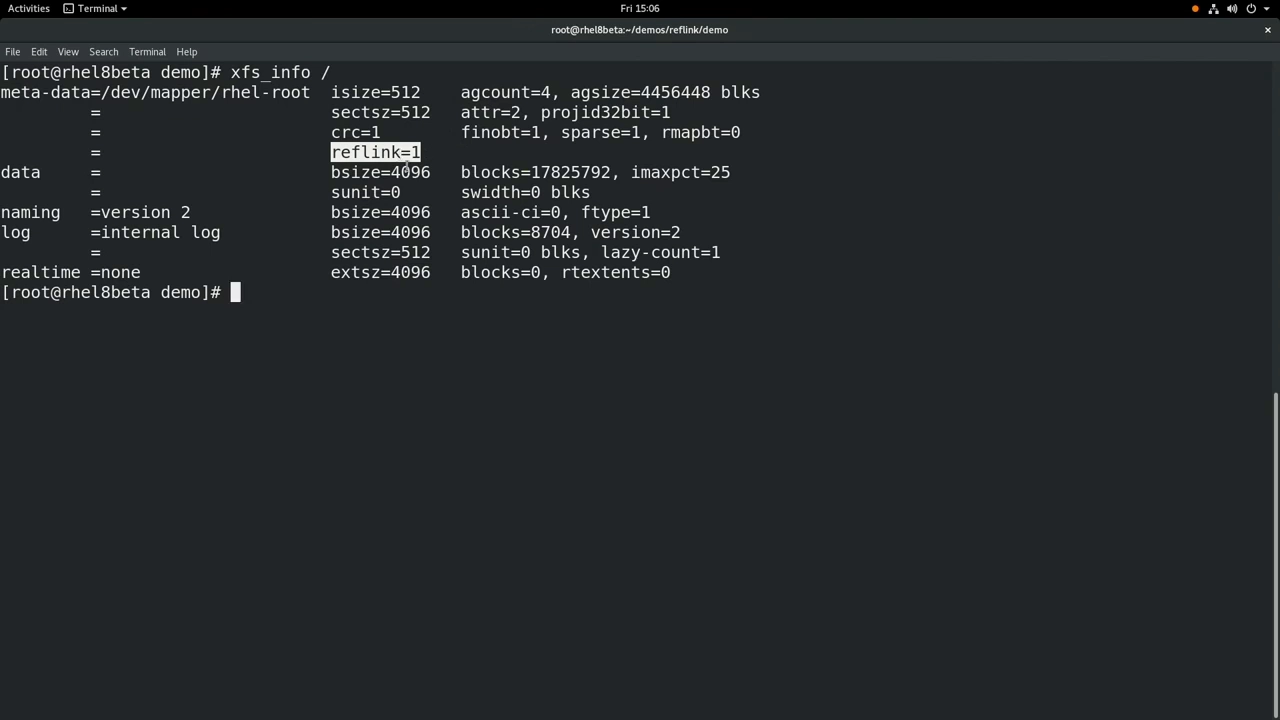 Activities Terminal Fri 15:06
root@rhel8beta:~/demos/reflink/demo ×
File Edit View Search Terminal Help
[root@rhel8beta demo]# xfs_info /
meta-data=/dev/mapper/rhel-root  isize=512    agcount=4, agsize=4456448 blks
         =                       sectsz=512   attr=2, projid32bit=1
         =                       crc=1        finobt=1, sparse=1, rmapbt=0
         =                       reflink=1
data     =                       bsize=4096   blocks=17825792, imaxpct=25
         =                       sunit=0      swidth=0 blks
naming   =version 2              bsize=4096   ascii-ci=0, ftype=1
log      =internal log           bsize=4096   blocks=8704, version=2
         =                       sectsz=512   sunit=0 blks, lazy-count=1
realtime =none                   extsz=4096   blocks=0, rtextents=0
[root@rhel8beta demo]#